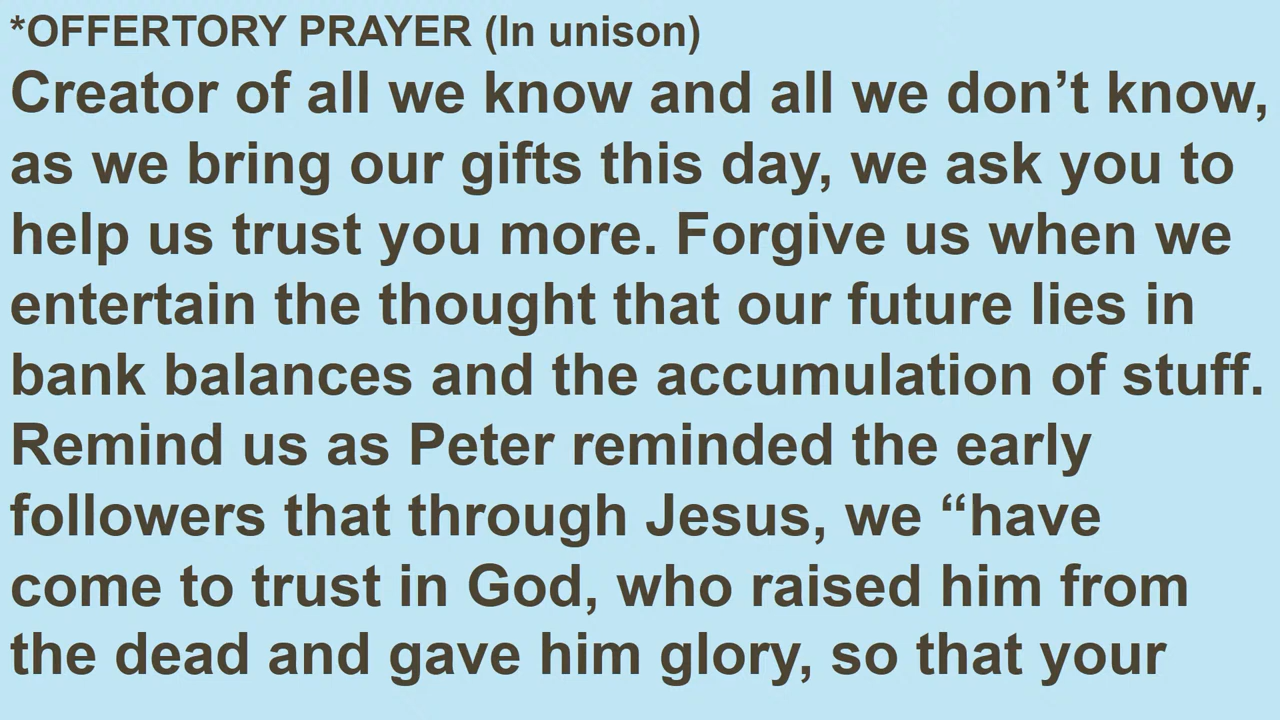 *OFFERTORY PRAYER (In unison)
Creator of all we know and all we don’t know,
as we bring our gifts this day, we ask you to
help us trust you more. Forgive us when we
entertain the thought that our future lies in
bank balances and the accumulation of stuff.
Remind us as Peter reminded the early
followers that through Jesus, we “have
come to trust in God, who raised him from
the dead and gave him glory, so that your